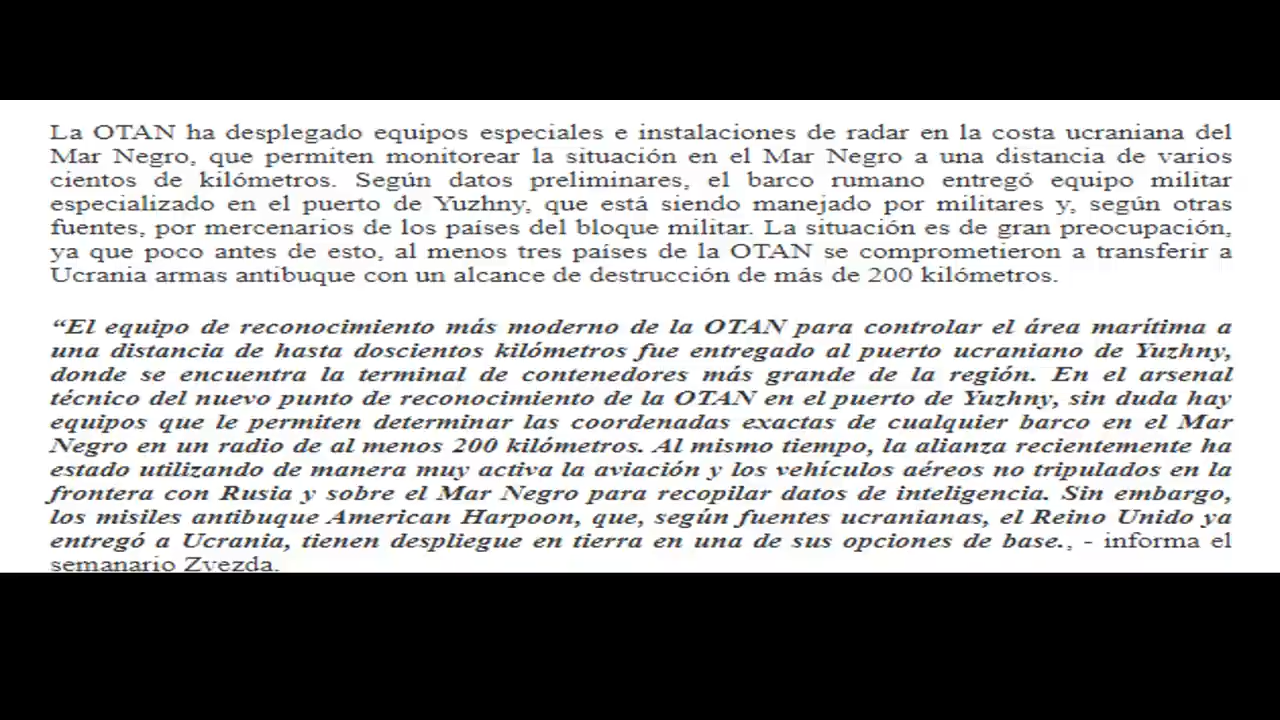 La OTAN ha desplegado equipos especiales e instalaciones de radar en la costa ucraniana del
Mar Negro, que permiten monitorear la situación en el Mar Negro a una distancia de varios
cientos de kilómetros. Según datos preliminares, el barco rumano entregó equipo militar
especializado en el puerto de Yuzhny, que está siendo manejado por militares y, según otras
fuentes, por mercenarios de los países del bloque militar. La situación es de gran preocupación,
ya que poco antes de esto, al menos tres países de la OTAN se comprometieron a transferir a
Ucrania armas antibuque con un alcance de destrucción de más de 200 kilómetros.
“El equipo de reconocimiento más moderno de la OTAN para controlar el área marítima a
una distancia de hasta doscientos kilómetros fue entregado al puerto ucraniano de Yuzhny,
donde se encuentra la terminal de contenedores más grande de la región. En el arsenal
técnico del nuevo punto de reconocimiento de la OTAN en el puerto de Yuzhny, sin duda hay
equipos que le permiten determinar las coordenadas exactas de cualquier barco en el Mar
Negro en un radio de al menos 200 kilómetros. Al mismo tiempo, la alianza recientemente ha
estado utilizando de manera muy activa la aviación y los vehículos aéreos no tripulados en la
frontera con Rusia y sobre el Mar Negro para recopilar datos de inteligencia. Sin embargo,
los misiles antibuque American Harpoon, que, según fuentes ucranianas, el Reino Unido ya
entregó a Ucrania, tienen despliegue en tierra en una de sus opciones de base., - informa el
semanario Zvezda.